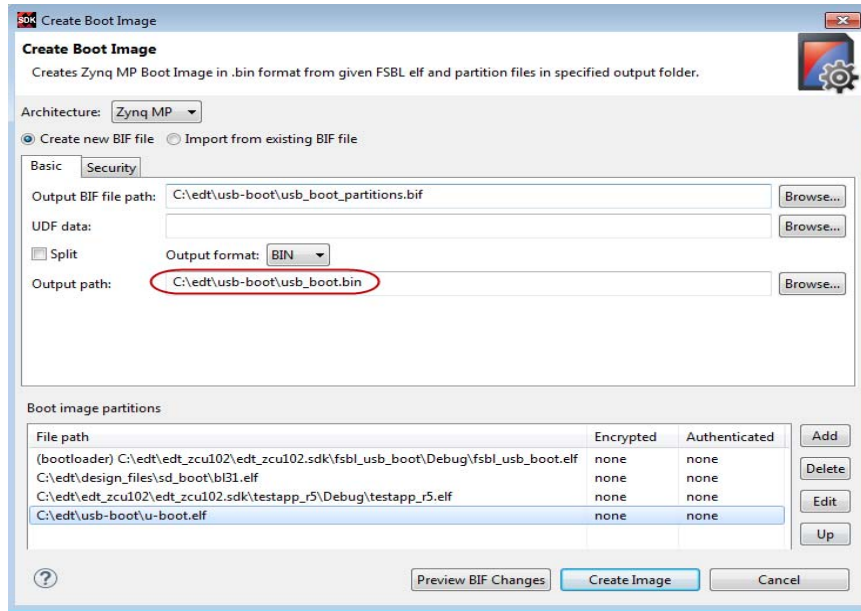 SDK Create Boot Image
Create Boot Image
Creates Zynq MP Boot Image in .bin format from given FSBL elf and partition files in specified output folder.
Architecture: Zynq MP
Create new BIF file Import from existing BIF file
Basic Security
Output BIF file path: C:\edt\usb-boot\usb_boot_partitions.bif Browse...
UDF data: Browse...
Split Output format: BIN
Output path: C:\edt\usb-boot\usb_boot.bin Browse...
Boot image partitions
File path Encrypted Authenticated Add
(bootloader) C:\edt\edt_zcu102\edt_zcu102.sdk\fsbl_usb_boot\Debug\fsbl_usb_boot.elf none none
C:\edt\design_files\sd_boot\bl31.elf none none Delete
C:\edt\edt_zcu102\edt_zcu102.sdk\testapp_r5\Debug\testapp_r5.elf none none Edit
C:\edt\usb-boot\u-boot.elf none none
Up
? Preview BIF Changes Create Image Cancel